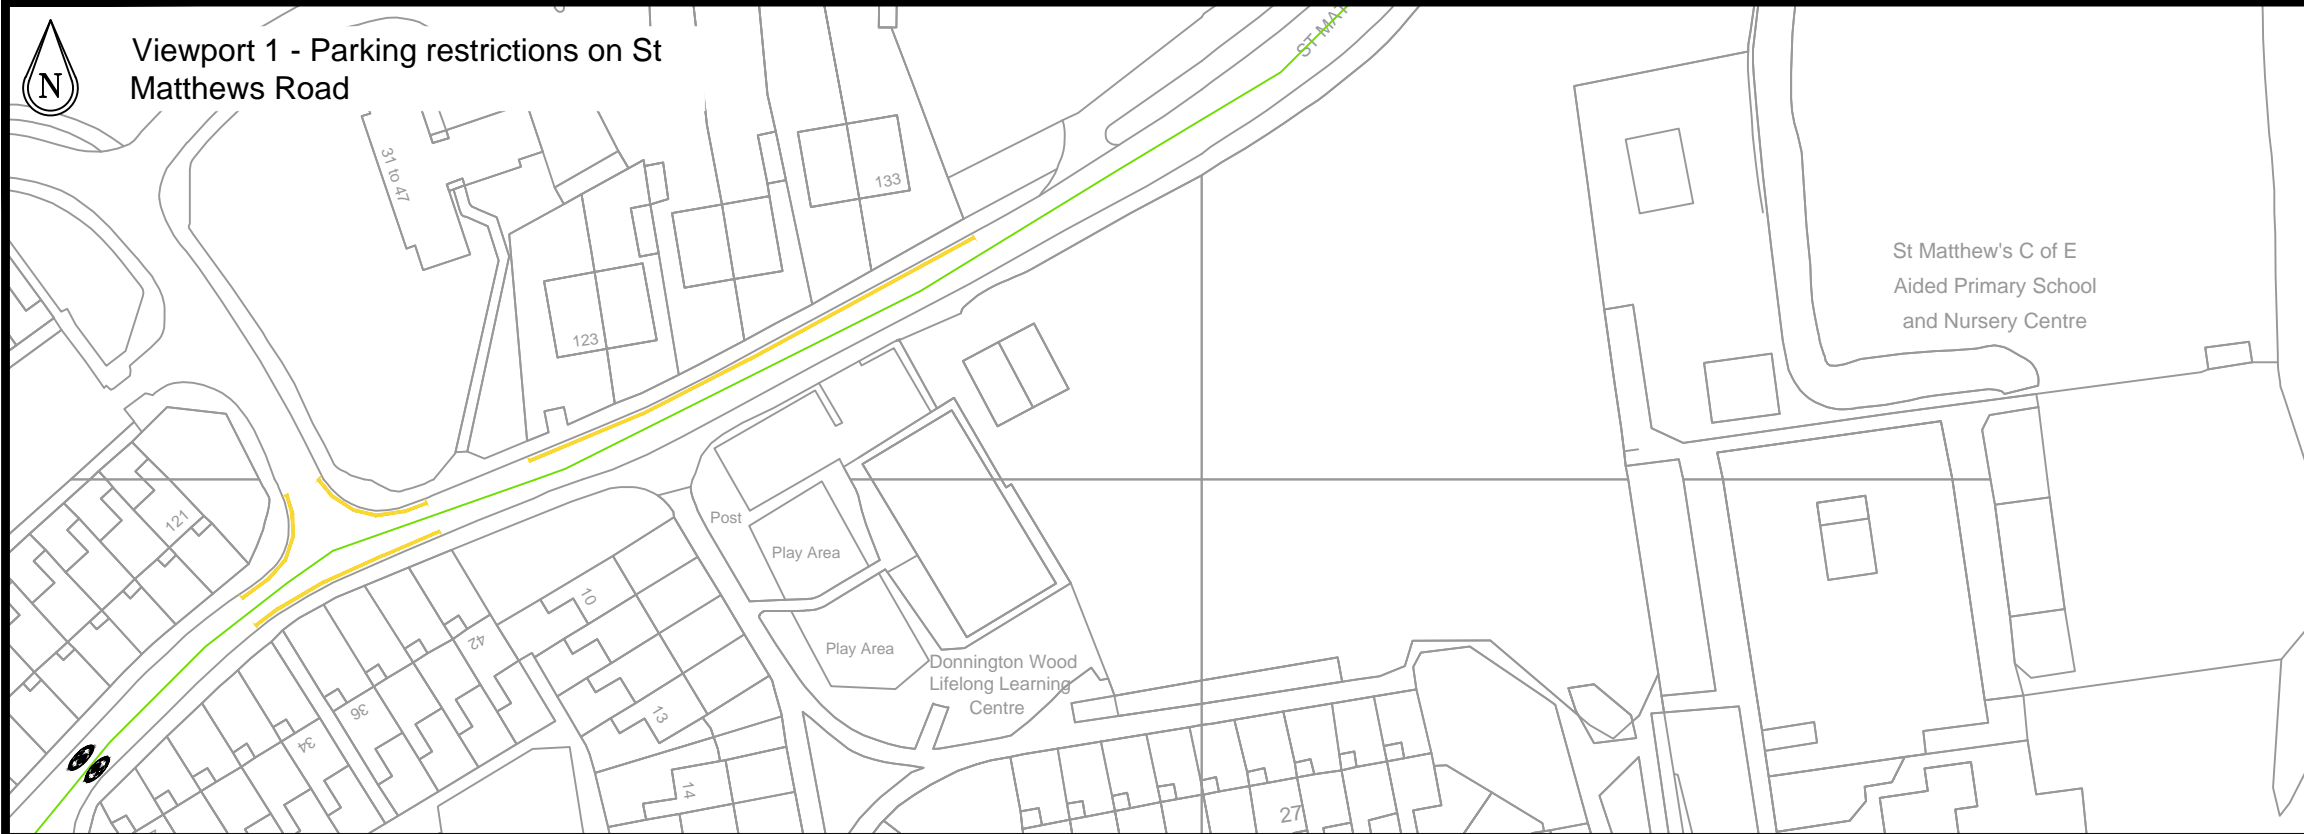 N
Viewport 1 - Parking restrictions on St
Matthews Road
ST MAT
31 to 47
133
123
St Matthew's C of E
Aided Primary School
and Nursery Centre
121
Post
Play Area
10
42
Play Area
Donnington Wood
Lifelong Learning
Centre
36
13
34
14
27